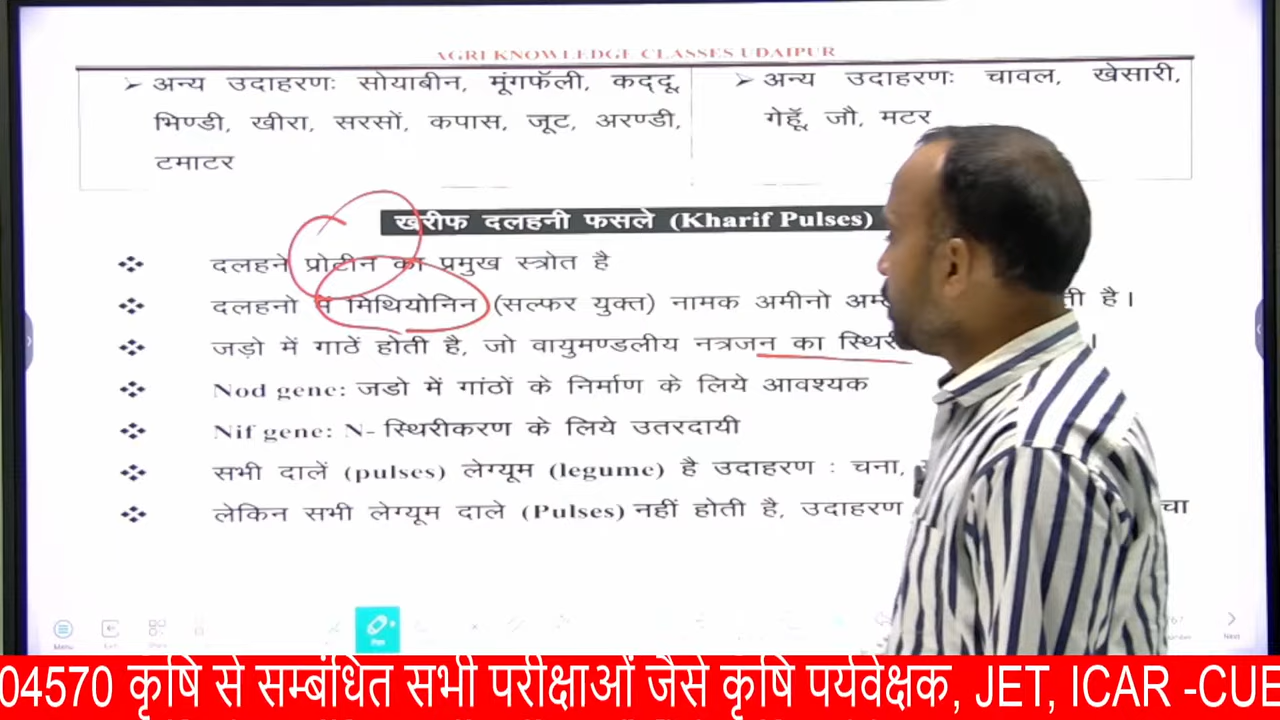 AGRI KNOWLEDGE CLASSES UDAIPUR
➢ अन्य उदाहरणः सोयाबीन, मूंगफॅली, कद्दू,
भिण्डी, खीरा, सरसों, कपास, जूट, अरण्डी,
टमाटर
➢ अन्य उदाहरणः चावल, खेसारी,
गेहूॅ, जौ, मटर
खरीफ दलहनी फसले (Kharif Pulses)
दलहने प्रोटीन का प्रमुख स्त्रोत है
दलहनो में मिथियोनिन (सल्फर युक्त) नामक अमीनो है।
जड़ो में गाठें होती है, जो वायुमण्डलीय नत्रजन का
Nod gene: जडो में गांठों के निर्माण के लिये आवश्यक
Nif gene: N- स्थिरीकरण के लिये उतरदायी
सभी दालें (pulses) लेग्यूम (legume) है उदाहरण : चना,
लेकिन सभी लेग्यूम दाले (Pulses) नहीं होती है, उदाहरण
Menu
Pen
Next
04570 कृषि से सम्बंधित सभी परीक्षाओं जैसे कृषि पर्यवेक्षक, JET, ICAR -CUE